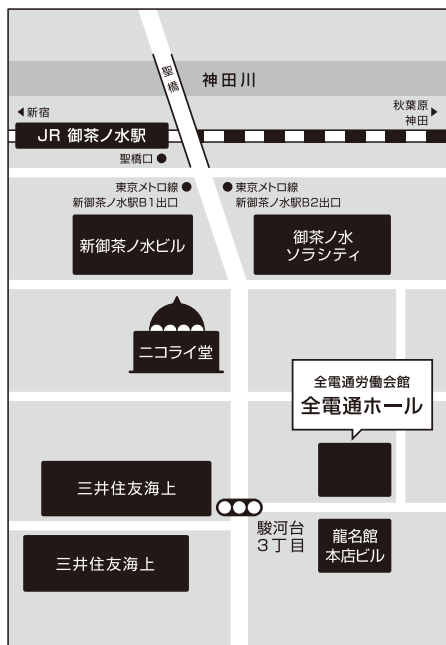 聖橋
神田川
◀新宿
秋葉原▶
神田
JR 御茶ノ水駅
聖橋口●
東京メトロ線●
新御茶ノ水駅B1出口
●東京メトロ線
新御茶ノ水駅B2出口
新御茶ノ水ビル
御茶ノ水
ソラシティ
ニコライ堂
全電通労働会館
全電通ホール
三井住友海上
駿河台
3丁目
龍名館
本店ビル
三井住友海上